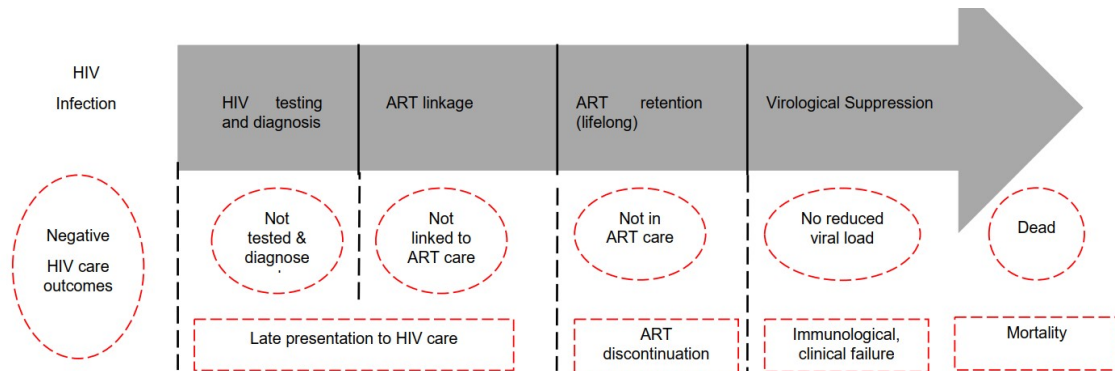 HIV
Infection
HIV testing
and diagnosis
ART linkage
ART retention
(lifelong)
Virological Suppression
Negative
HIV care
outcomes
Not
tested &
diagnose
Not
linked to
ART care
Not in
ART care
No reduced
viral load
Dead
Late presentation to HIV care
ART
discontinuation
Immunological,
clinical failure
Mortality